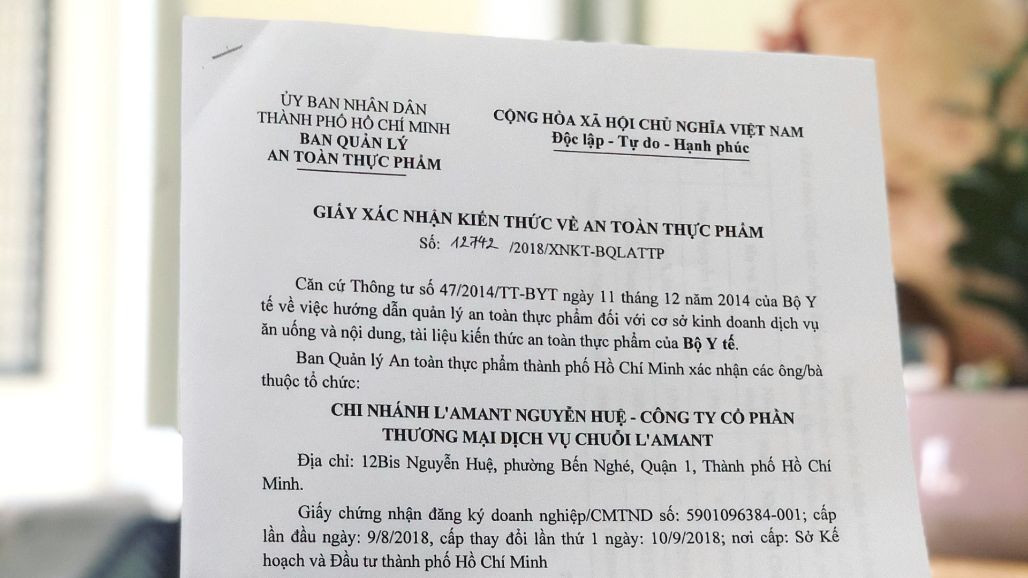 ỦY BAN NHÂN DÂN
THÀNH PHỐ HỒ CHÍ MINH
BAN QUẢN LÝ
AN TOÀN THỰC PHẨM
CỘNG HÒA XÃ HỘI CHỦ NGHĨA VIỆT NAM
Độc lập - Tự do - Hạnh phúc
GIẤY XÁC NHẬN KIẾN THỨC VỀ AN TOÀN THỰC PHẨM
Số: 12742 /2018/XNKT-BQLATTP
Căn cứ Thông tư số 47/2014/TT-BYT ngày 11 tháng 12 năm 2014 của Bộ Y
tế về việc hướng dẫn quản lý an toàn thực phẩm đối với cơ sở kinh doanh dịch vụ
ăn uống và nội dung, tài liệu kiến thức an toàn thực phẩm của Bộ Y tế.
Ban Quản lý An toàn thực phẩm thành phố Hồ Chí Minh xác nhận các ông/bà
thuộc tổ chức:
CHI NHÁNH L'AMANT NGUYỄN HUỆ - CÔNG TY CỔ PHẦN
THƯƠNG MẠI DỊCH VỤ CHUỖI L'AMANT
Địa chỉ: 12Bis Nguyễn Huệ, phường Bến Nghé, Quận 1, Thành phố Hồ Chí
Minh.
Giấy chứng nhận đăng ký doanh nghiệp/CMTND số: 5901096384-001; cấp
lần đầu ngày: 9/8/2018, cấp thay đổi lần thứ 1 ngày: 10/9/2018; nơi cấp: Sở Kế
hoạch và Đầu tư thành phố Hồ Chí Minh